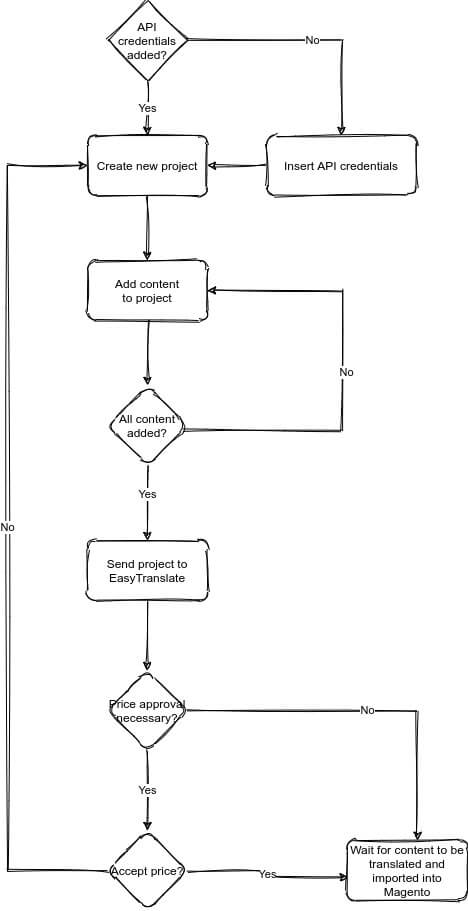 API
credentials
added?
No
Yes
Create new project
Insert API credentials
Add content
to project
No
All content
added?
Yes
No
Send project to
EasyTranslate
Price approval
necessary?
No
Yes
Accept price?
Yes
Wait for content to be
translated and
imported into
Magento